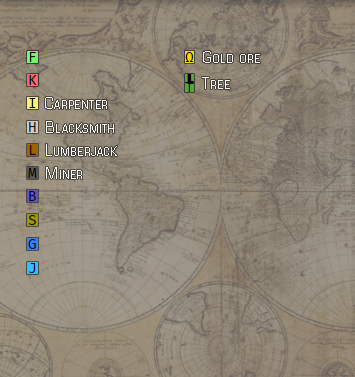 F
K
I Carpenter
H Blacksmith
L Lumberjack
M Miner
B
S
G
J
Ω Gold ore
Tree